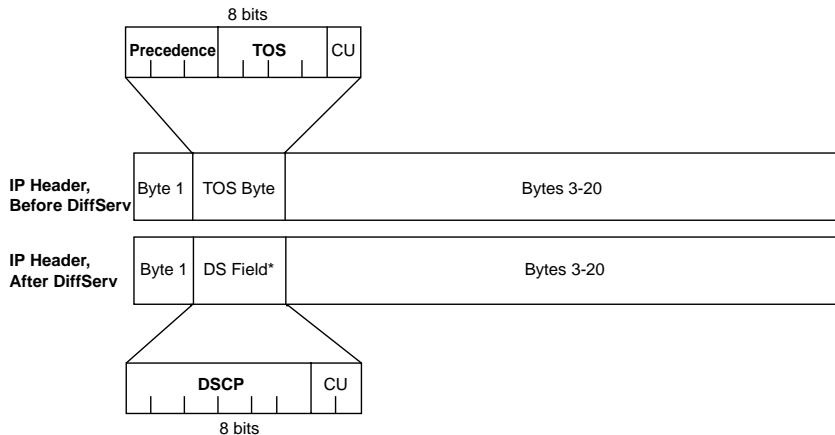 8 bits
Precedence TOS CU
IP Header,
Before DiffServ
Byte 1 TOS Byte Bytes 3-20
IP Header,
After DiffServ
Byte 1 DS Field* Bytes 3-20
DSCP CU
8 bits